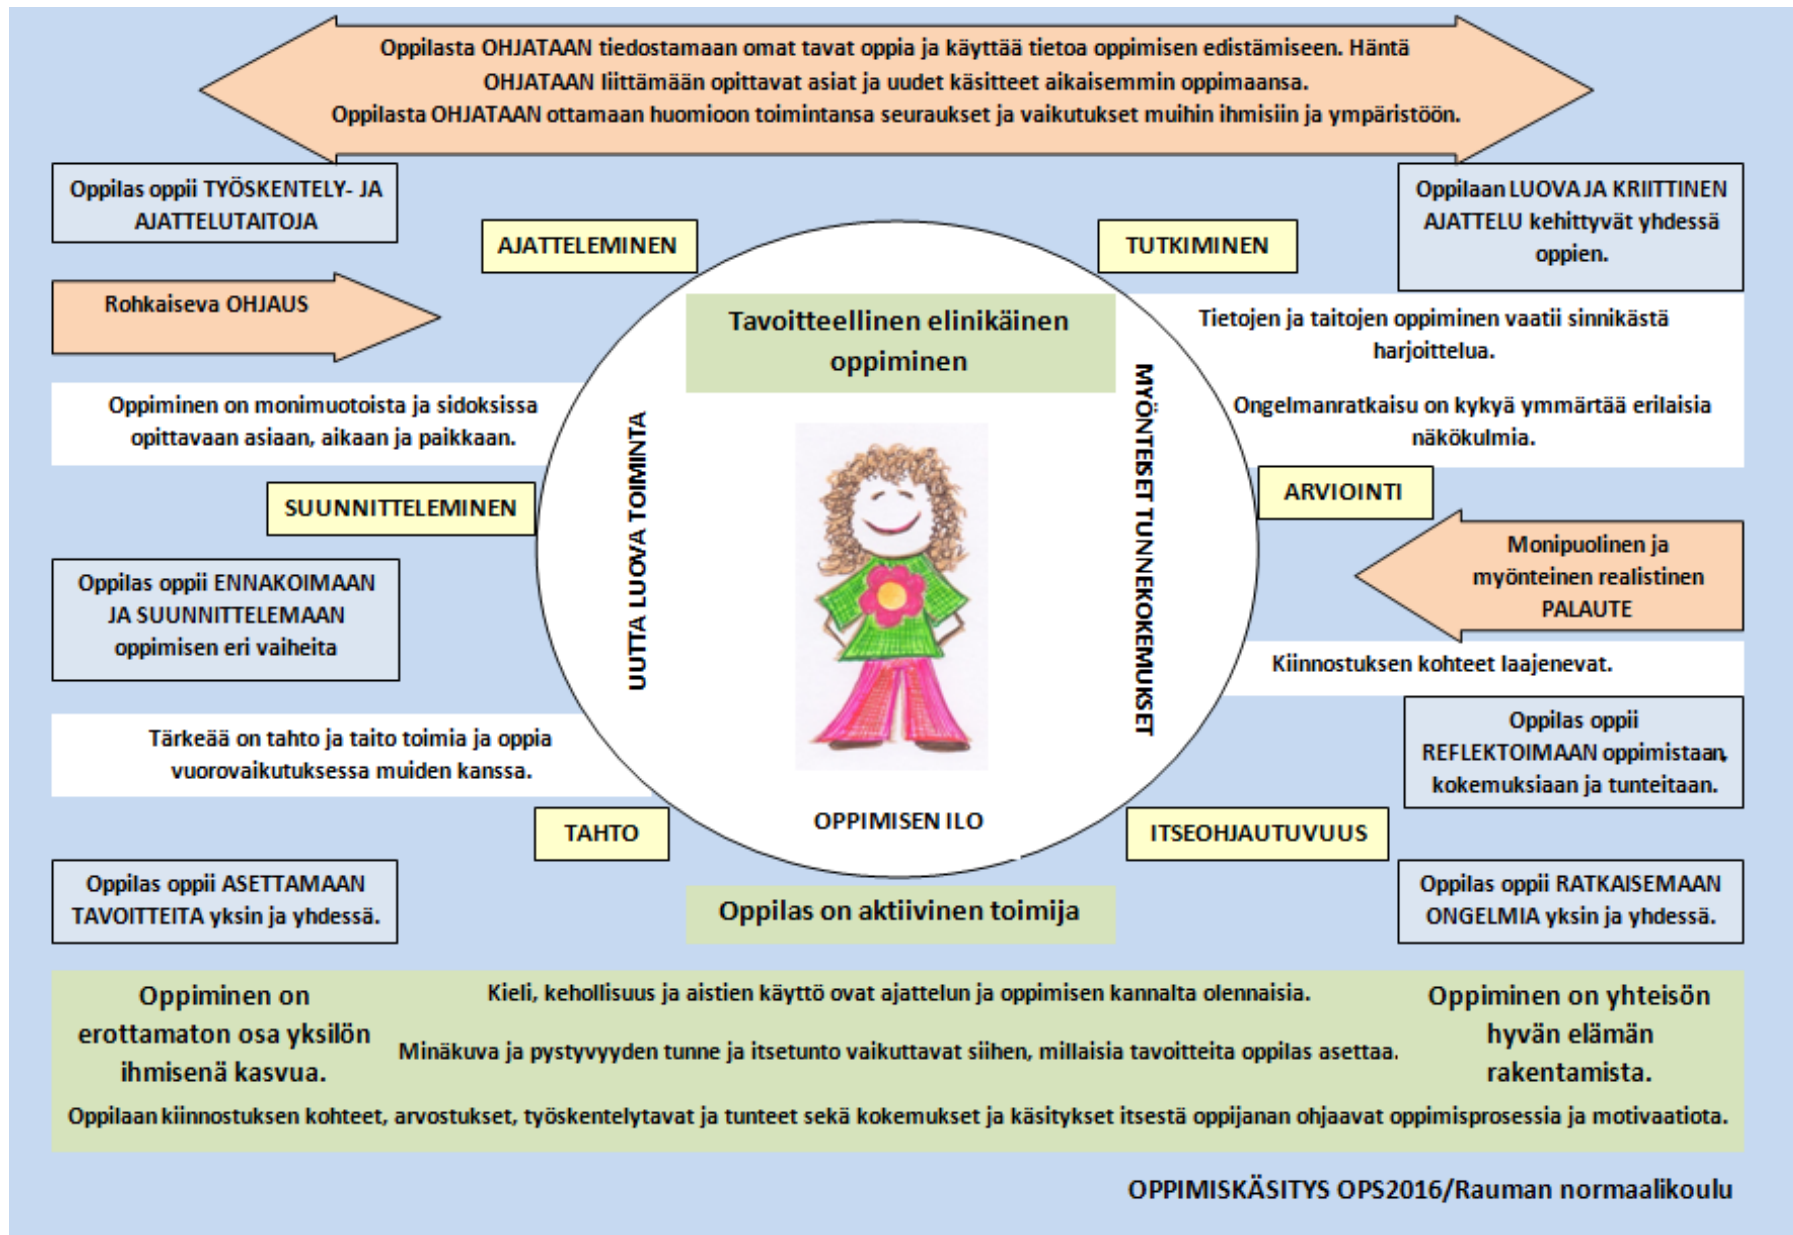 Oppilasta OHJATAAN tiedostamaan omat tavat oppia ja käyttää tietoa oppimisen edistämiseen. Häntä
OHJATAAN liittämään opittavat asiat ja uudet käsitteet aikaisemmin oppimaansa.
Oppilasta OHJATAAN ottamaan huomioon toimintansa seuraukset ja vaikutukset muihin ihmisiin ja ympäristöön.
Oppilas oppii TYÖSKENTELY- JA
AJATTELUTAITOJA
Oppilaan LUOVA JA KRIITTINEN
AJATTELU kehittyvät yhdessä
oppien.
AJATTELEMINEN
TUTKIMINEN
Rohkaiseva OHJAUS
Tavoitteellinen elinikäinen
oppiminen
Tietojen ja taitojen oppiminen vaatii sinnikästä
harjoittelua.
Ongelmanratkaisu on kykyä ymmärtää erilaisia
näkökulmia.
Oppiminen on monimuotoista ja sidoksissa
opittavaan asiaan, aikaan ja paikkaan.
UUTTA LUOVA TOIMINTA
MYÖNTEISET TUNNEKOKEMUKSET
SUUNNITTELEMINEN
ARVIOINTI
Monipuolinen ja
myönteinen realistinen
PALAUTE
Oppilas oppii ENNAKOIMAAN
JA SUUNNITTELEMAAN
oppimisen eri vaiheita
Kiinnostuksen kohteet laajenevat.
Tärkeää on tahto ja taito toimia ja oppia
vuorovaikutuksessa muiden kanssa.
Oppilas oppii
REFLEKTOIMAAN oppimistaan,
kokemuksiaan ja tunteitaan.
TAHTO
OPPIMISEN ILO
ITSEOHJAUTUVUUS
Oppilas oppii ASETTAMAAN
TAVOITTEITA yksin ja yhdessä.
Oppilas on aktiivinen toimija
Oppilas oppii RATKAISEMAAN
ONGELMIA yksin ja yhdessä.
Oppiminen on
erottamaton osa yksilön
ihmisenä kasvua.
Kieli, kehollisuus ja aistien käyttö ovat ajattelun ja oppimisen kannalta olennaisia.
Minäkuva ja pystyvyyden tunne ja itsetunto vaikuttavat siihen, millaisia tavoitteita oppilas asettaa.
Oppiminen on yhteisön
hyvän elämän
rakentamista.
Oppilaan kiinnostuksen kohteet, arvostukset, työskentelytavat ja tunteet sekä kokemukset ja käsitykset itsestä oppijanan ohjaavat oppimisprosessia ja motivaatiota.
OPPIMISKÄSITYS OPS2016/Rauman normaalikoulu